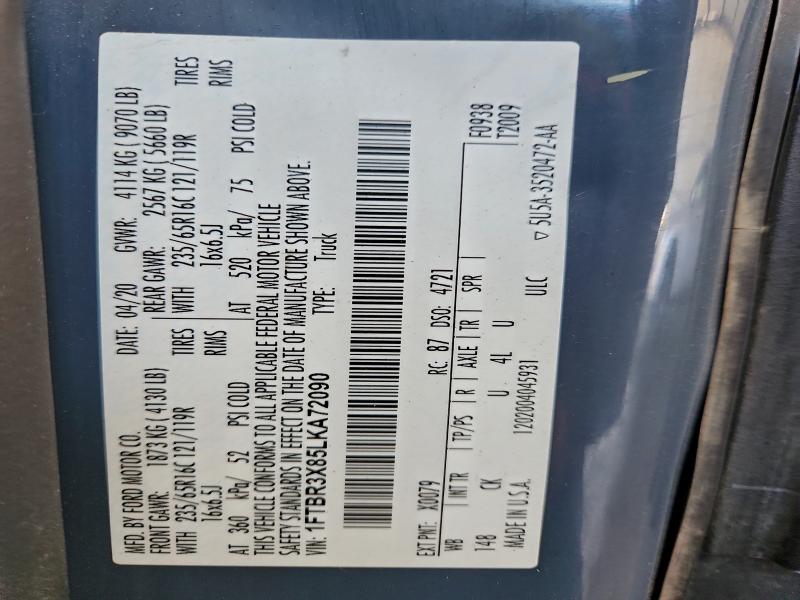 MFD. BY FORD MOTOR CO. DATE: 04/20 GVWR: 4114 KG ( 9070 LB)
FRONT GAWR: 1873 KG ( 4130 LB) REAR GAWR: 2567 KG ( 5660 LB)
WITH 235/65R16C 121/119R TIRES WITH 235/65R16C 121/119R TIRES
16x6.5J RIMS 16x6.5J RIMS
AT 360 kPa/ 52 PSI COLD AT 520 kPa/ 75 PSI COLD
THIS VEHICLE CONFORMS TO ALL APPLICABLE FEDERAL MOTOR VEHICLE
SAFETY STANDARDS IN EFFECT ON THE DATE OF MANUFACTURE SHOWN ABOVE.
VIN: 1FTBR3X85LKA72090 TYPE: Truck
EXT PNT: X0079 RC: 87 DSO: 4721 F0938
WB INT TR TP/PS R AXLE TR SPR T2009
148 CK U 4L U
MADE IN U.S.A. 1202004045931 ULC ▽ 5U5A-3520472-AA